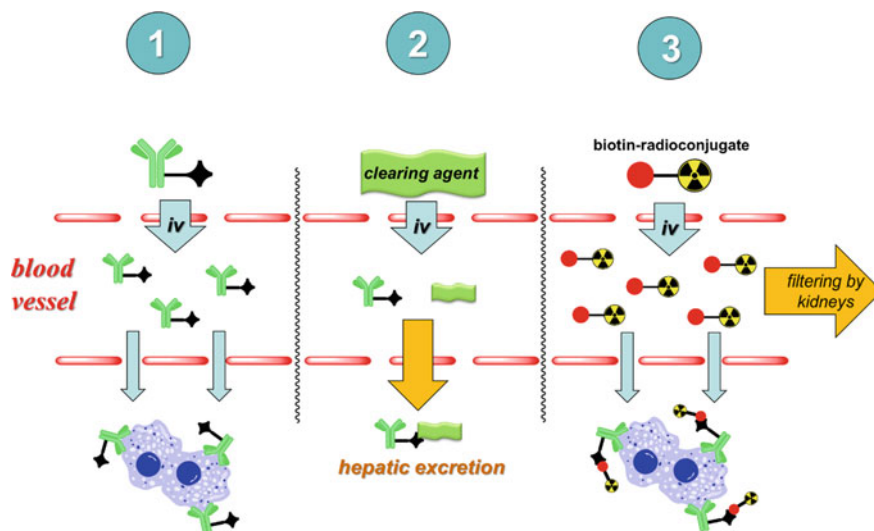 1
2
3
clearing agent
biotin-radioconjugate
iv
iv
iv
blood
vessel
filtering by
kidneys
hepatic excretion